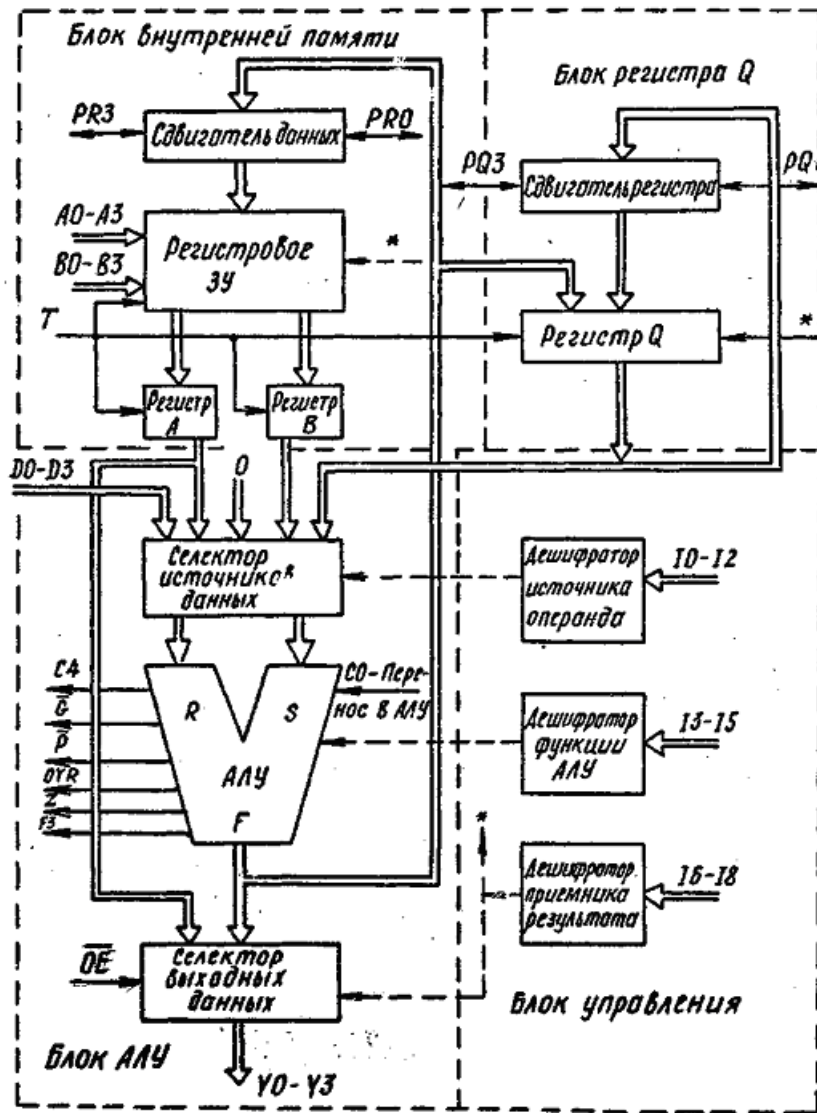 Блок внутренней памяти
Блок регистра Q
PR3
Сдвигатель данных
PR0
PQ3
Сдвигатель регистра
PQ
A0-A3
B0-B3
Регистровое
ЗУ
*
T
Регистр Q
*
Регистр
A
Регистр
B
D0-D3
0
Селектор
источников
данных
Дешифратор
источника
операнда
I0-I2
C4
G̅
P̅
OYR
Z
F3
R
S
АЛУ
F
C0-Пере-
нос в АЛУ
Дешифратор
функции
АЛУ
I3-I5
*
Дешифратор
приемника
результата
I6-I8
O̅E̅
Селектор
выходных
данных
Блок управления
Блок АЛУ
Y0-Y3